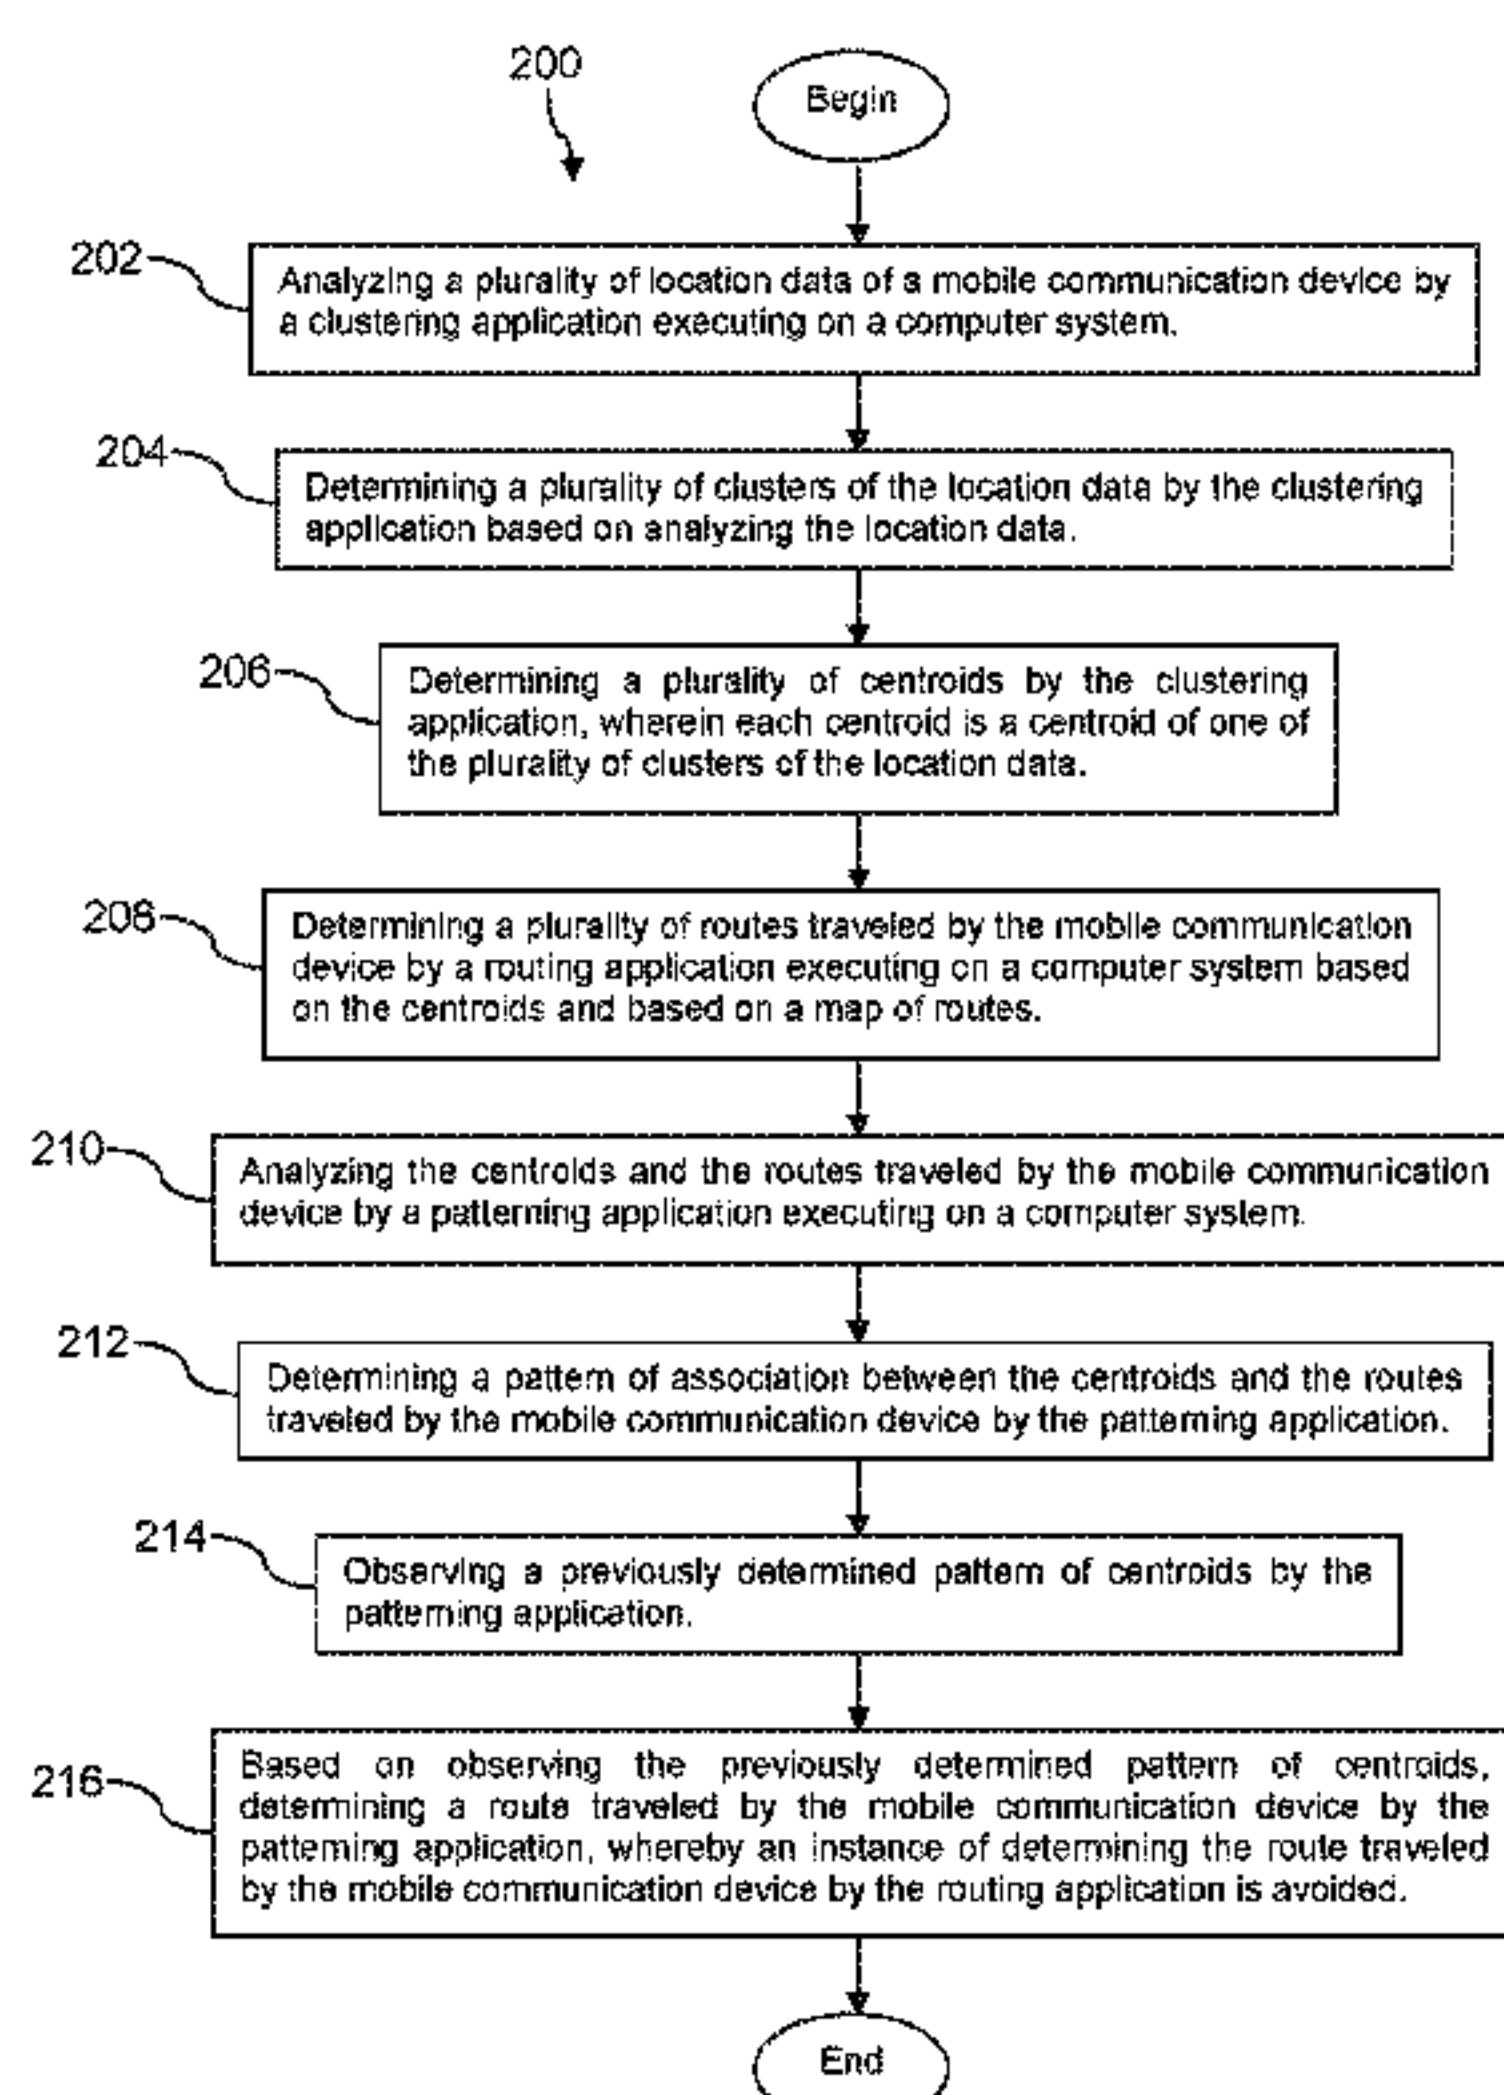 200
Begin
202
Analyzing a plurality of location data of a mobile communication device by
a clustering application executing on a computer system.
204
Determining a plurality of clusters of the location data by the clustering
application based on analyzing the location data.
206
Determining a plurality of centroids by the clustering
application, wherein each centroid is a centroid of one of
the plurality of clusters of the location data.
208
Determining a plurality of routes traveled by the mobile communication
device by a routing application executing on a computer system based
on the centroids and based on a map of routes.
210
Analyzing the centroids and the routes traveled by the mobile communication
device by a patterning application executing on a computer system.
212
Determining a pattern of association between the centroids and the routes
traveled by the mobile communication device by the patterning application.
214
Observing a previously determined pattern of centroids by the
patterning application.
216
Based on observing the previously determined pattern of centroids,
determining a route traveled by the mobile communication device by the
patterning application, whereby an instance of determining the route traveled
by the mobile communication device by the routing application is avoided.
End